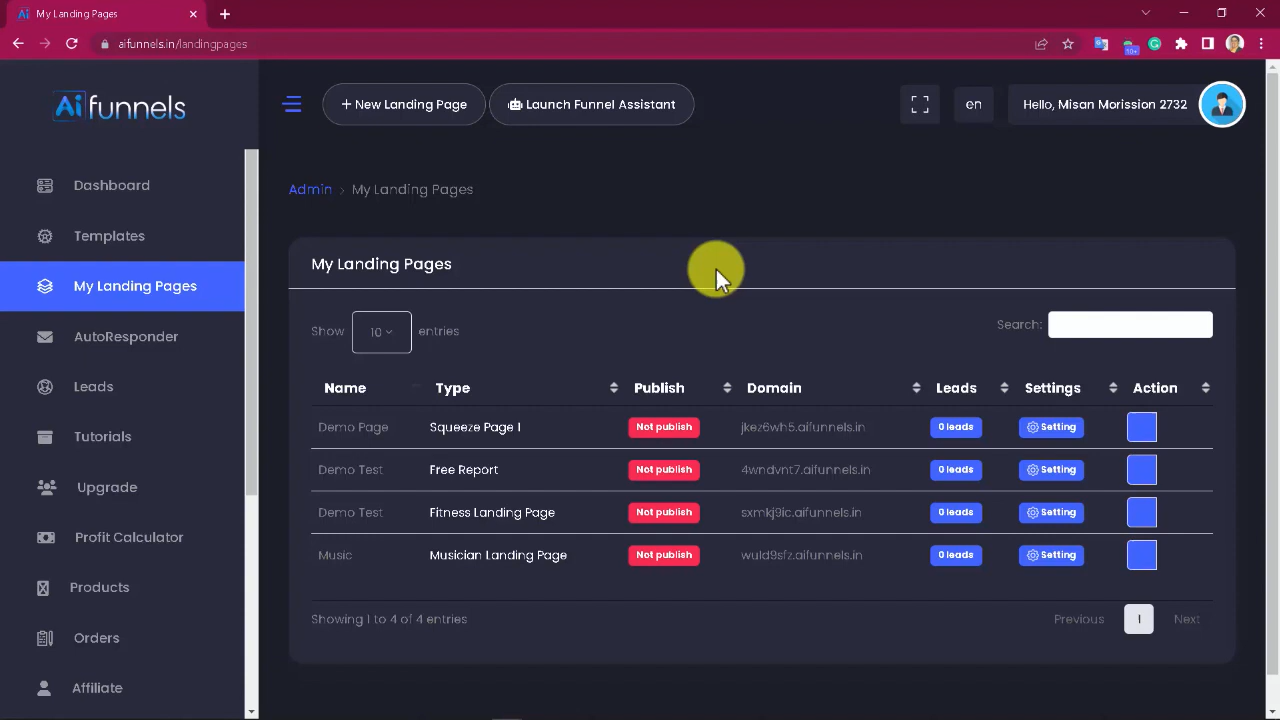 My Landing Pages
aifunnels.in/landingpages
10+
Aifunnels
+ New Landing Page
Launch Funnel Assistant
en
Hello, Misan Morission 2732
Dashboard
Templates
My Landing Pages
AutoResponder
Leads
Tutorials
Upgrade
Profit Calculator
Products
Orders
Affiliate
Admin > My Landing Pages
My Landing Pages
Show 10 entries
Search:
Name Type Publish Domain Leads Settings Action
Demo Page Squeeze Page 1 Not publish jkez6wh5.aifunnels.in 0 leads Setting
Demo Test Free Report Not publish 4wndvnt7.aifunnels.in 0 leads Setting
Demo Test Fitness Landing Page Not publish sxmkj9ic.aifunnels.in 0 leads Setting
Music Musician Landing Page Not publish wuld9sfz.aifunnels.in 0 leads Setting
Showing 1 to 4 of 4 entries
Previous 1 Next